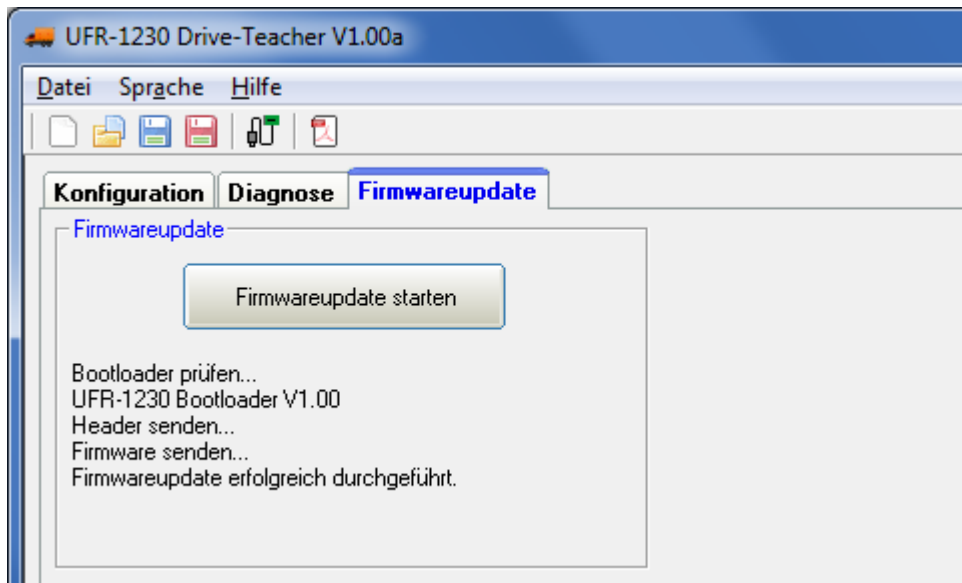 UFR-1230 Drive-Teacher V1.00a
Datei Sprache Hilfe
Konfiguration Diagnose Firmwareupdate
Firmwareupdate
Firmwareupdate starten
Bootloader prüfen...
UFR-1230 Bootloader V1.00
Header senden...
Firmware senden...
Firmwareupdate erfolgreich durchgeführt.